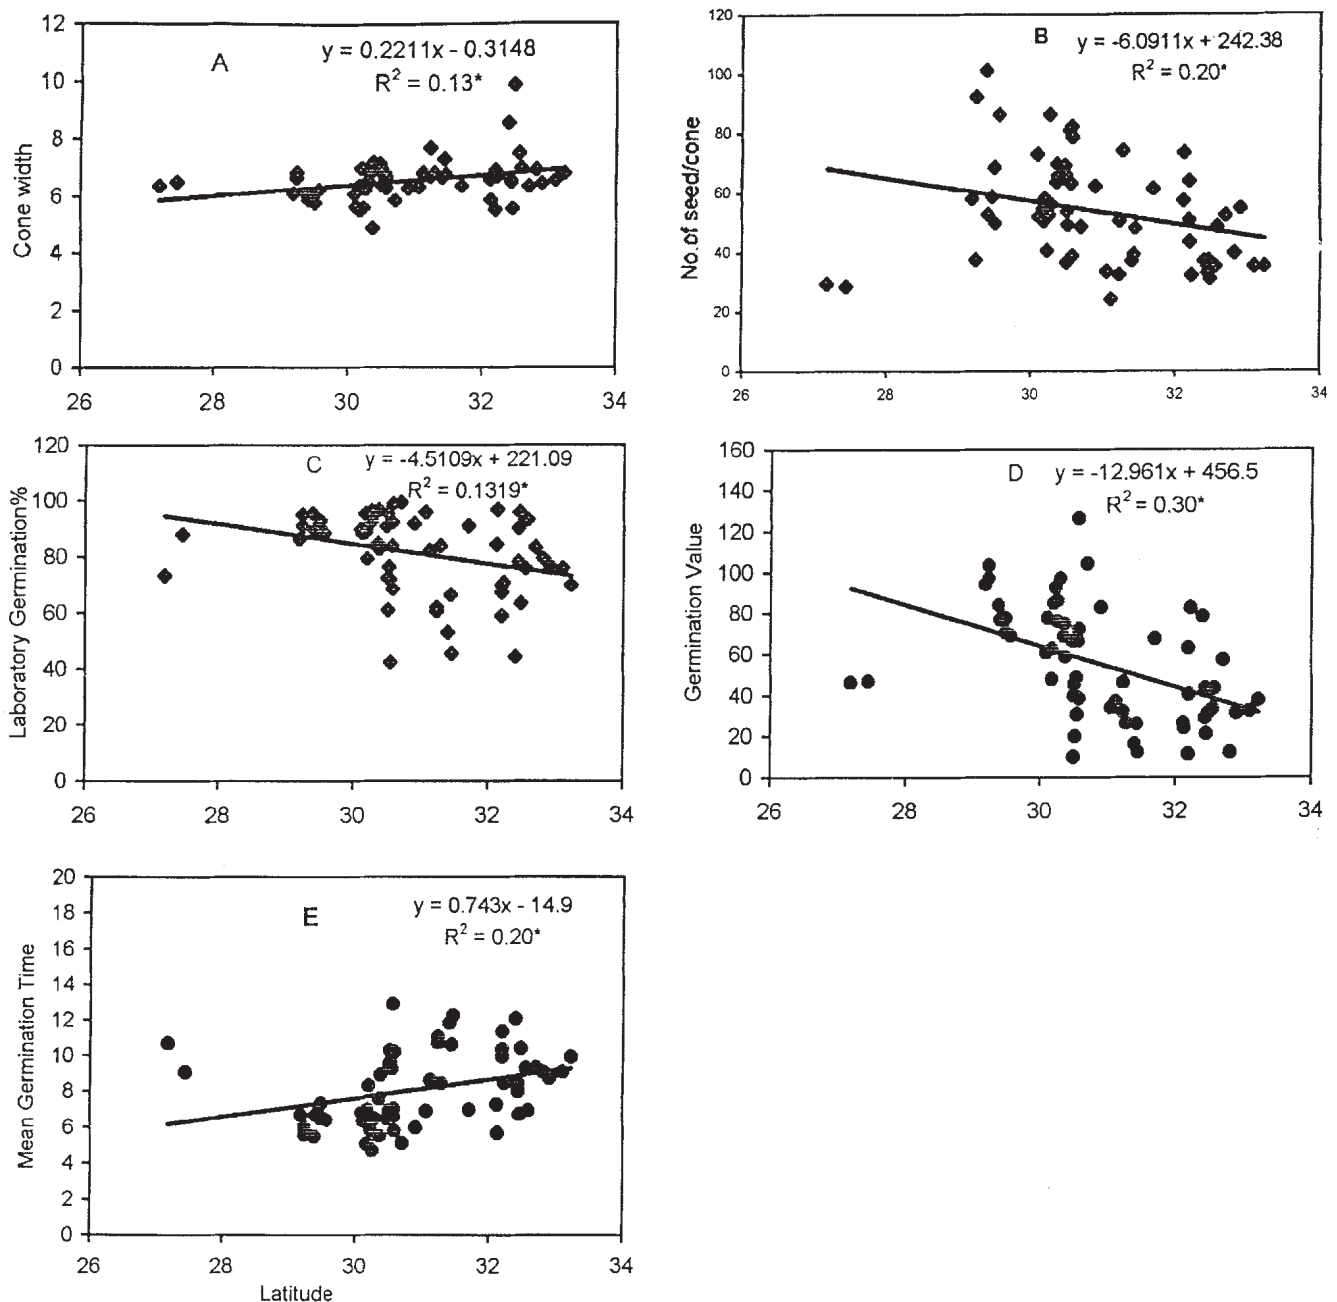 A
y = 0.2211x - 0.3148
R² = 0.13*
Cone width
12
10
8
6
4
2
0
26 28 30 32 34
B
y = -6.0911x + 242.38
R² = 0.20*
No.of seed/cone
120
100
80
60
40
20
0
26 28 30 32 34
C
y = -4.5109x + 221.09
R² = 0.1319*
Laboratory Germination%
120
100
80
60
40
20
0
26 28 30 32 34
D
y = -12.961x + 456.5
R² = 0.30*
Germination Value
160
140
120
100
80
60
40
20
0
26 28 30 32 34
E
y = 0.743x - 14.9
R² = 0.20*
Mean Germination Time
20
18
16
14
12
10
8
6
4
2
0
26 28 30 32 34
Latitude